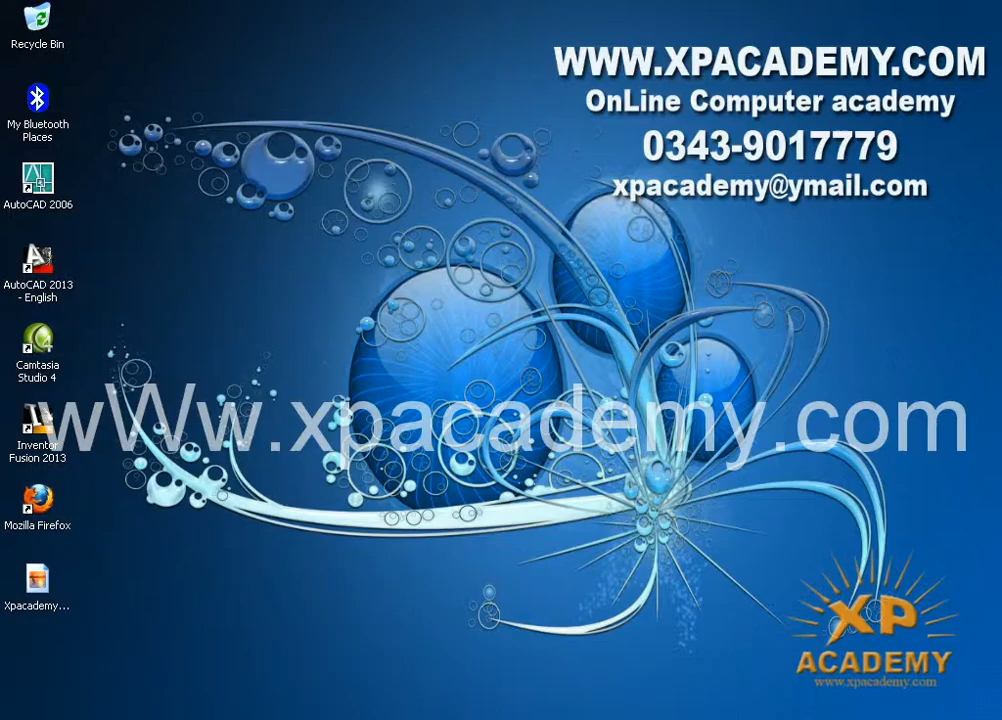 Recycle Bin
My Bluetooth
Places
AutoCAD 2006
AutoCAD 2013
- English
Camtasia
Studio 4
Inventor
Fusion 2013
Mozilla Firefox
Xpacademy...
WWW.XPACADEMY.COM
OnLine Computer academy
0343-9017779
xpacademy@ymail.com
wWw.xpacademy.com
XP
ACADEMY
www.xpacademy.com